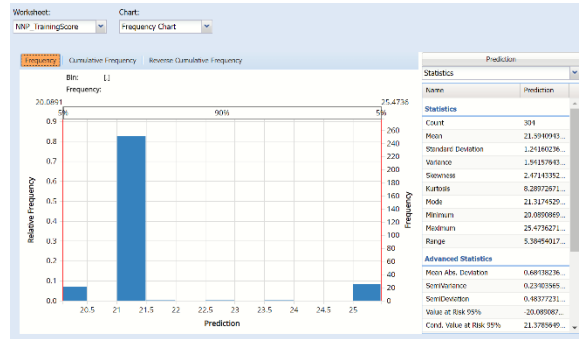 Worksheet: Chart:
NNP_TrainingScore Frequency Chart
Frequency Cumulative Frequency Reverse Cumulative Frequency
Bin: [,]
Frequency:
20.0891 25.4736
5% 90% 5%
0.9
0.8
0.7
0.6
0.5
0.4
0.3
0.2
0.1
0.0
Relative Frequency
260
240
220
200
180
160
140
120
100
80
60
40
20
0
Frequency
20.5 21 21.5 22 22.5 23 23.5 24 24.5 25
Prediction
Prediction
Statistics
Name Prediction
Statistics
Count 304
Mean 21.5940943...
Standard Deviation 1.24160236...
Variance 1.54157643...
Skewness 2.47143352...
Kurtosis 8.28972671...
Mode 21.3174529...
Minimum 20.0890869...
Maximum 25.4736271...
Range 5.38454017...
Advanced Statistics
Mean Abs. Deviation 0.68438236...
SemiVariance 0.23403565...
SemiDeviation 0.48377231...
Value at Risk 95% -20.089087...
Cond. Value at Risk 95% 21.3785649...